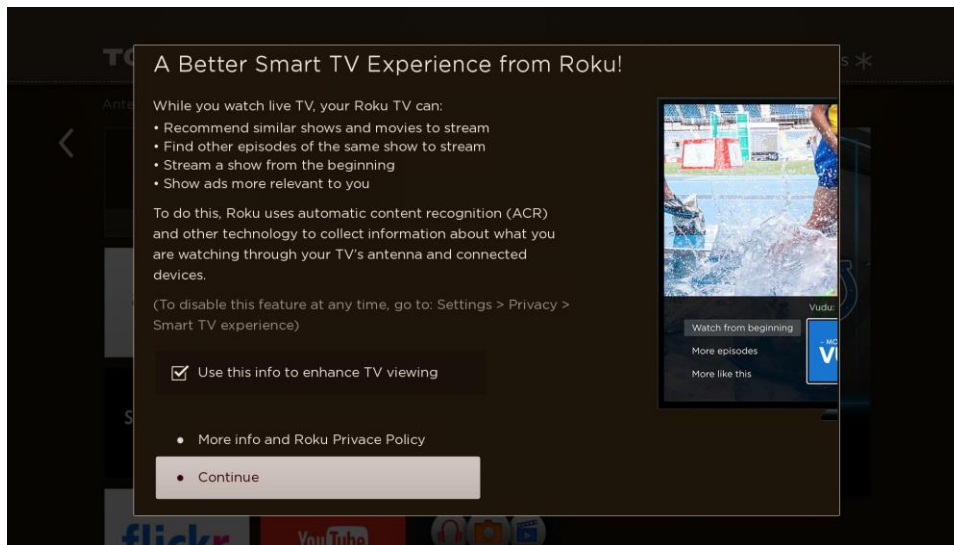 A Better Smart TV Experience from Roku!
While you watch live TV, your Roku TV can:
• Recommend similar shows and movies to stream
• Find other episodes of the same show to stream
• Stream a show from the beginning
• Show ads more relevant to you
To do this, Roku uses automatic content recognition (ACR)
and other technology to collect information about what you
are watching through your TV's antenna and connected
devices.
(To disable this feature at any time, go to: Settings > Privacy >
Smart TV experience)
Use this info to enhance TV viewing
• More info and Roku Privace Policy
• Continue
Vudu:
Watch from beginning
More episodes
More like this
flickr
YouTube